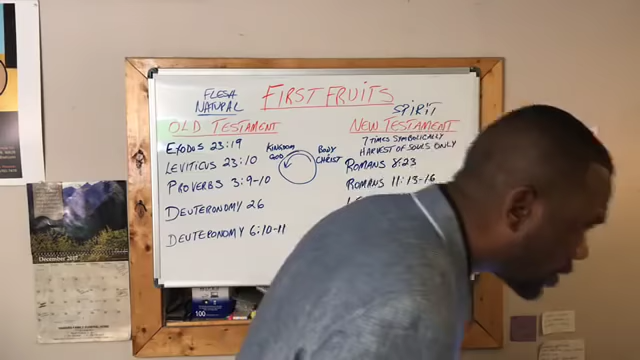 FLESH
NATURAL
FIRST FRUITS
SPIRIT
OLD TESTAMENT
EXODUS 23:19
LEVITICUS 23:10
PROVERBS 3:9-10
DEUTERONOMY 26
DEUTERONOMY 6:10-11
KINGDOM
GOD
BODY
CHRIST
NEW TESTAMENT
7 TIMES SYMBOLICALLY
HARVEST OF SOULS ONLY
ROMANS 8:23
ROMANS 11:13-16
December 2017
100